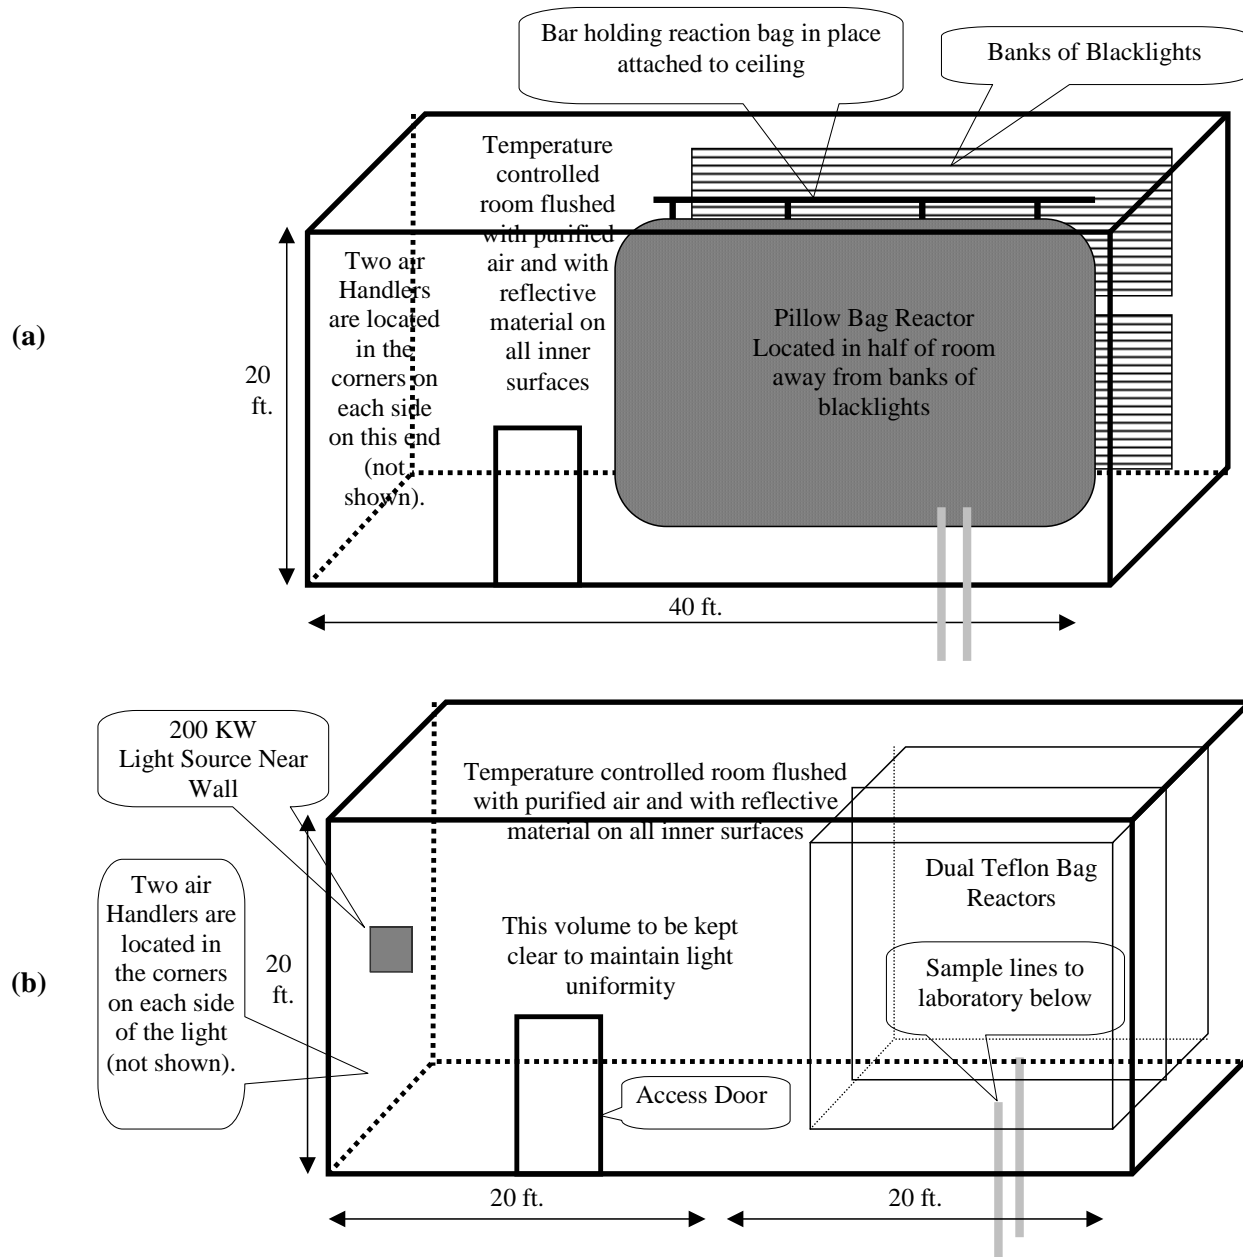 Bar holding reaction bag in place
attached to ceiling
Banks of Blacklights
Temperature
controlled
room flushed
with purified
air and with
reflective
material on
all inner
surfaces
Two air
Handlers
are located
in the
corners on
each side
on this end
(not
shown).
(a)
20
ft.
Pillow Bag Reactor
Located in half of room
away from banks of
blacklights
40 ft.
200 KW
Light Source Near
Wall
Temperature controlled room flushed
with purified air and with reflective
material on all inner surfaces
Two air
Handlers are
located in
the corners
on each side
of the light
(not shown).
(b)
20
ft.
This volume to be kept
clear to maintain light
uniformity
Dual Teflon Bag
Reactors
Sample lines to
laboratory below
Access Door
20 ft.
20 ft.